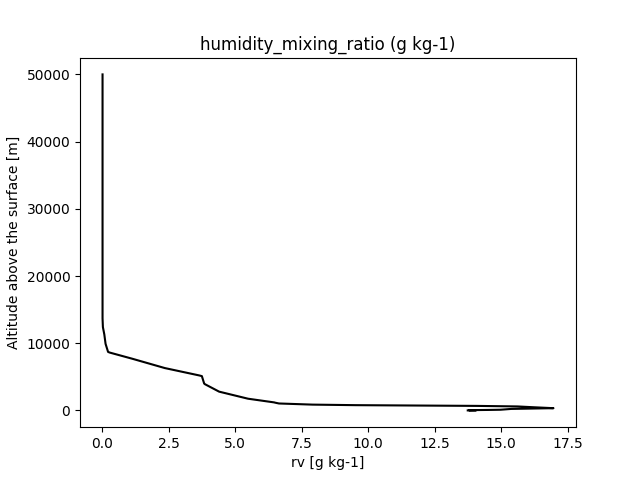 humidity_mixing_ratio (g kg-1)
50000
40000
30000
20000
10000
0
Altitude above the surface [m]
0.0 2.5 5.0 7.5 10.0 12.5 15.0 17.5
rv [g kg-1]